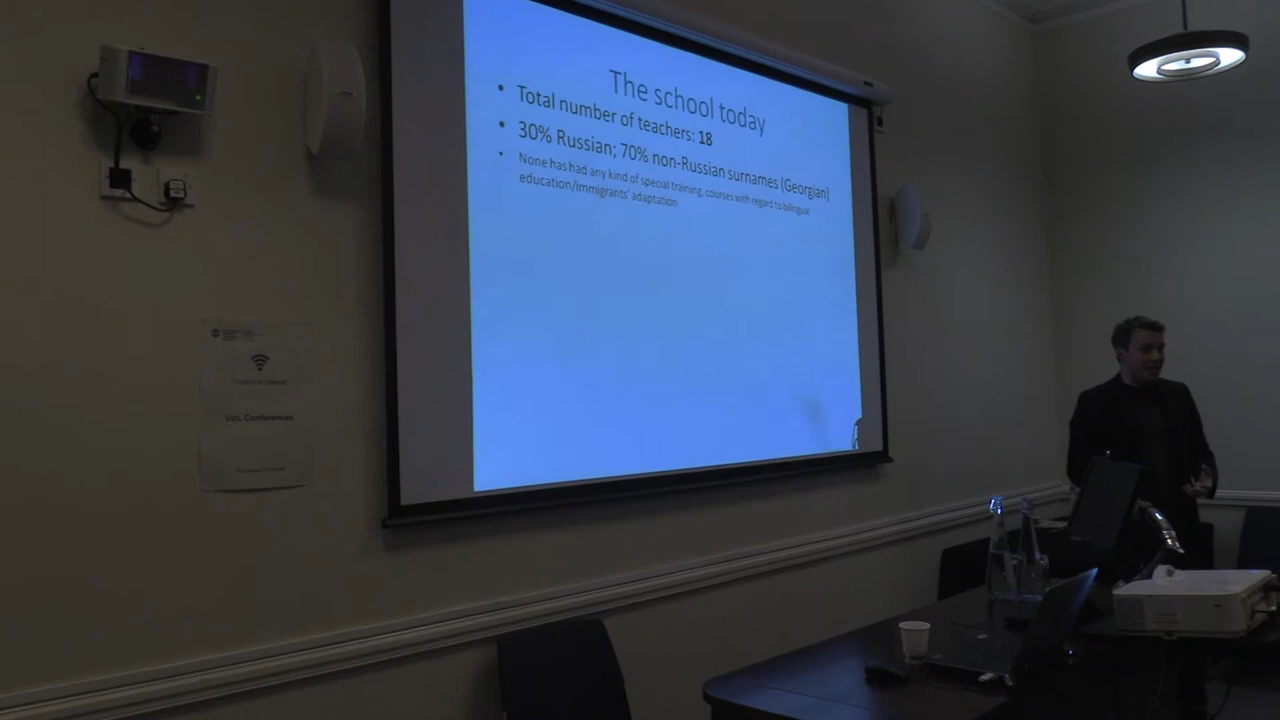 The school today
• Total number of teachers: 18
• 30% Russian; 70% non-Russian surnames (Georgian)
• None has had any kind of special training, courses with regard to bilingual
education/immigrants' adaptation
UCL Conferences